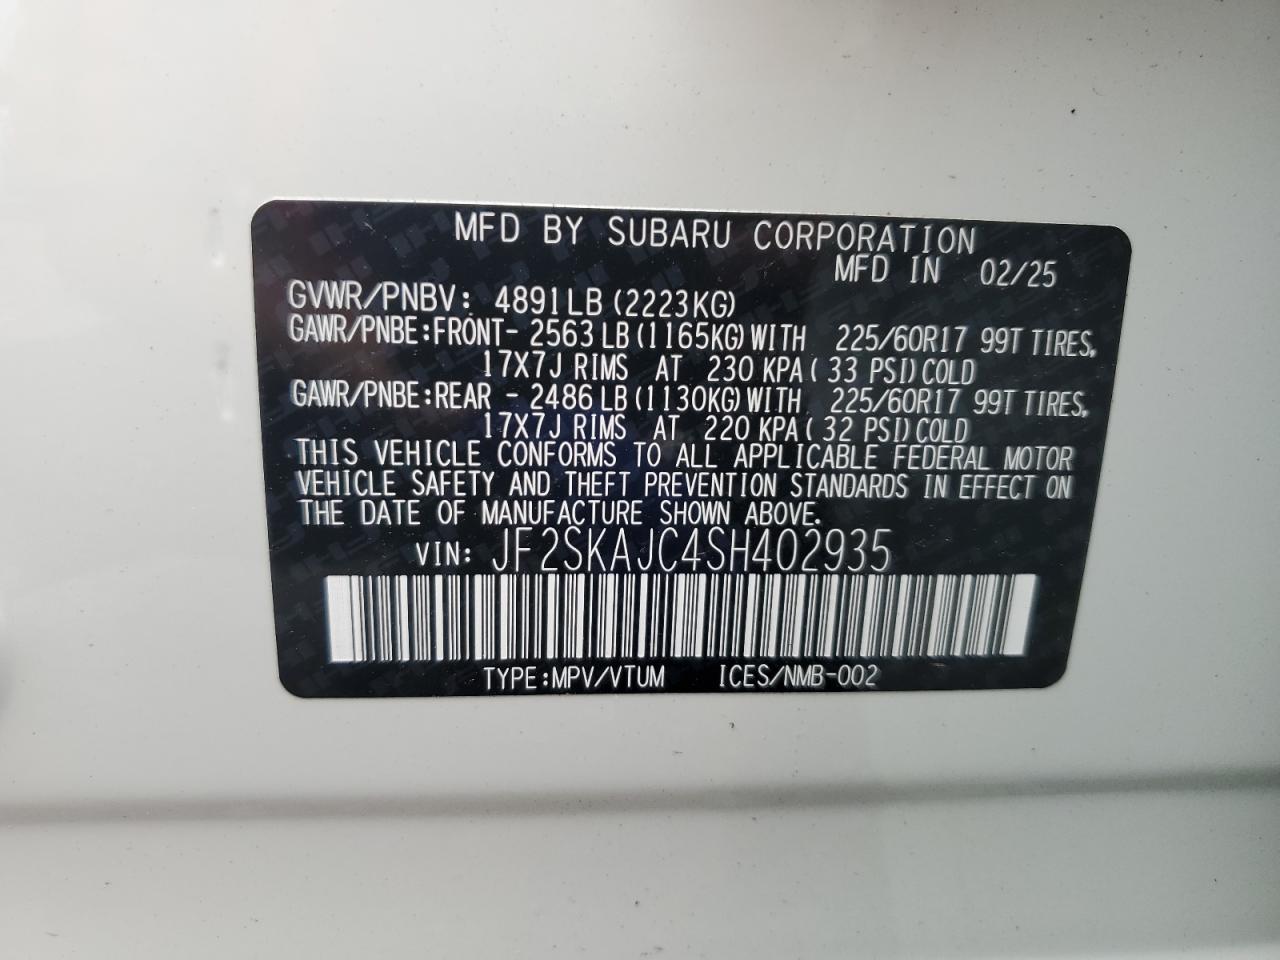 MFD BY SUBARU CORPORATION
MFD IN 02/25
GVWR/PNBV: 4891LB (2223KG)
GAWR/PNBE:FRONT- 2563 LB (1165KG) WITH 225/60R17 99T TIRES,
17X7J RIMS AT 230 KPA( 33 PSI) COLD
GAWR/PNBE:REAR - 2486 LB (1130KG) WITH 225/60R17 99T TIRES,
17X7J RIMS AT 220 KPA( 32 PSI) COLD
THIS VEHICLE CONFORMS TO ALL APPLICABLE FEDERAL MOTOR
VEHICLE SAFETY AND THEFT PREVENTION STANDARDS IN EFFECT ON
THE DATE OF MANUFACTURE SHOWN ABOVE.
VIN: JF2SKAJC4SH402935
TYPE:MPV/VTUM ICES/NMB-002